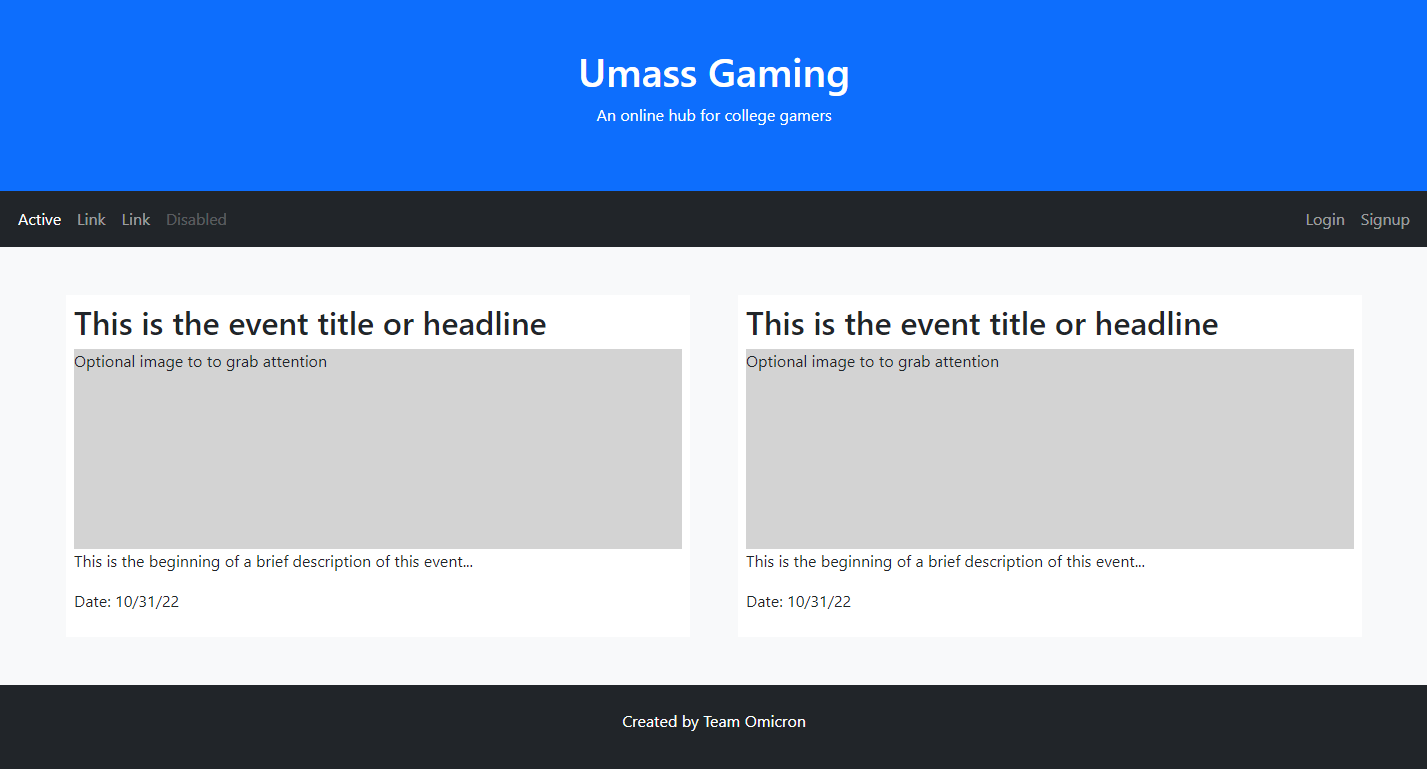 Umass Gaming
An online hub for college gamers
Active Link Link Disabled Login Signup
This is the event title or headline
Optional image to to grab attention
This is the beginning of a brief description of this event...
Date: 10/31/22
This is the event title or headline
Optional image to to grab attention
This is the beginning of a brief description of this event...
Date: 10/31/22
Created by Team Omicron